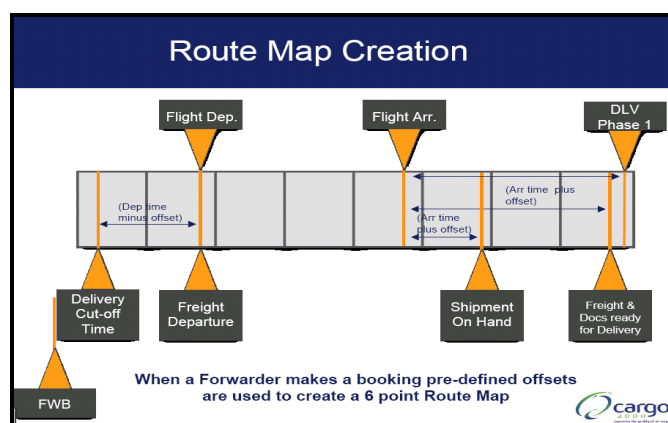 Route Map Creation
Flight Dep.
Flight Arr.
DLV
Phase 1
(Dep time
minus offset)
(Arr time plus
offset)
(Arr time
plus offset)
Delivery
Cut-off
Time
Freight
Departure
Shipment
On Hand
Freight &
Docs ready
for Delivery
FWB
When a Forwarder makes a booking pre-defined offsets
are used to create a 6 point Route Map
cargo
2000